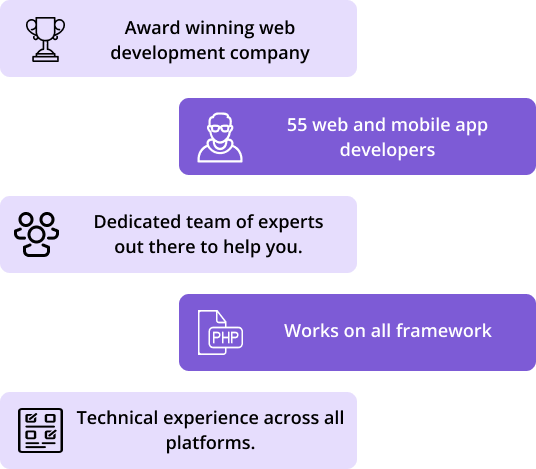 Award winning web
development company
55 web and mobile app
developers
Dedicated team of experts
out there to help you.
PHP
Works on all framework
Technical experience across all
platforms.